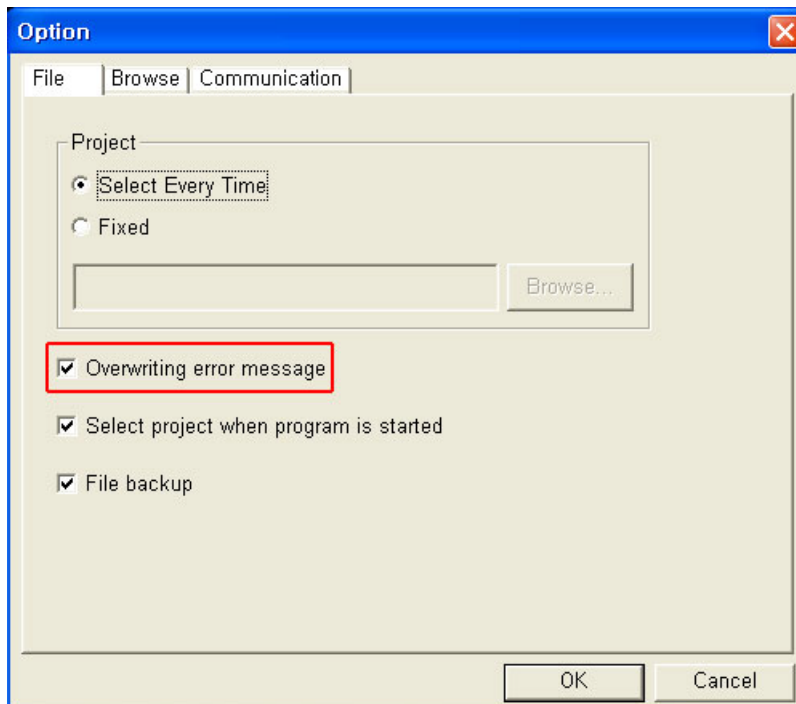 Option
File Browse Communication
Project
Select Every Time
Fixed
Browse...
Overwriting error message
Select project when program is started
File backup
OK Cancel